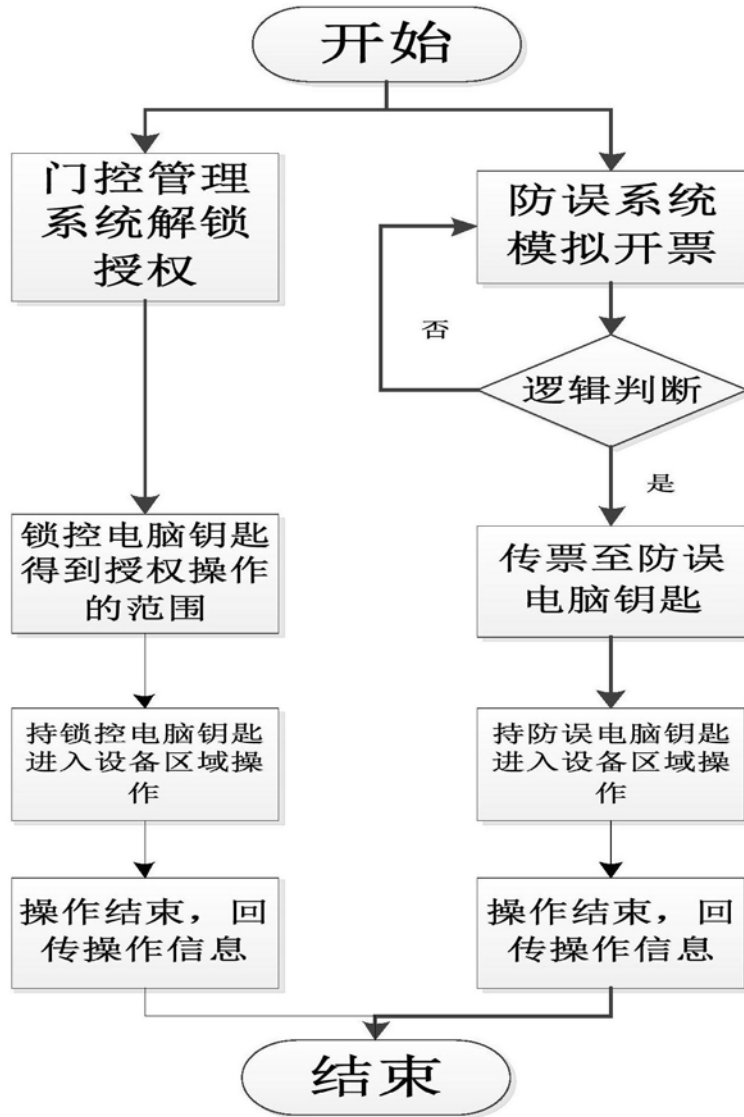 开始
门控管理
系统解锁
授权
防误系统
模拟开票
否
逻辑判断
是
锁控电脑钥匙
得到授权操作
的范围
传票至防误
电脑钥匙
持锁控电脑钥匙
进入设备区域操
作
持防误电脑钥匙
进入设备区域操
作
操作结束，回
传操作信息
操作结束，回
传操作信息
结束